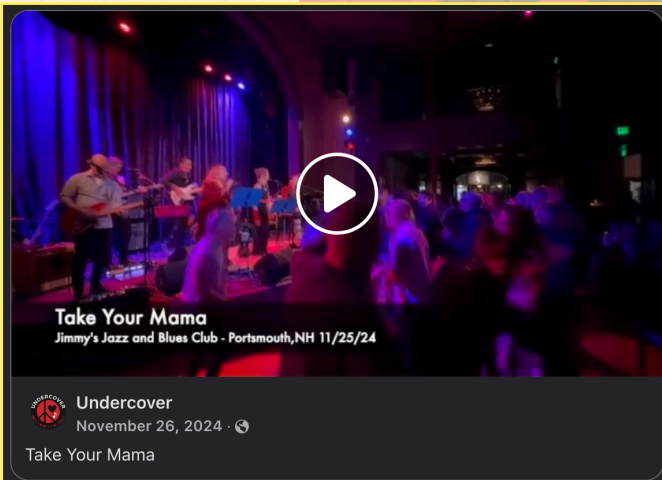 Take Your Mama
Jimmy's Jazz and Blues Club - Portsmouth,NH 11/25/24
UNDERCOVER
Undercover
November 26, 2024 ·
Take Your Mama